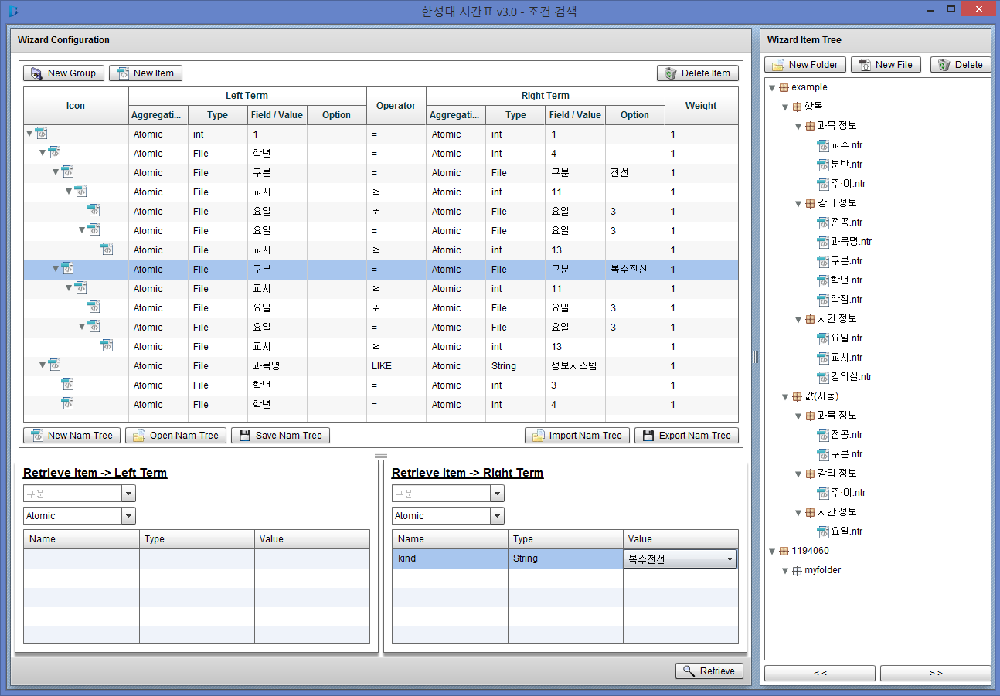 한성대 시간표 v3.0 - 조건 검색
Wizard Configuration
New Group New Item Delete Item
Icon Left Term Operator Right Term Weight
Aggregati... Type Field / Value Option Aggregati... Type Field / Value Option
Atomic int 1 = Atomic int 1 1
Atomic File 학년 = Atomic int 4 1
Atomic File 구분 = Atomic File 구분 전선 1
Atomic File 교시 ≥ Atomic int 11 1
Atomic File 요일 ≠ Atomic File 요일 3 1
Atomic File 요일 = Atomic File 요일 3 1
Atomic File 교시 ≥ Atomic int 13 1
Atomic File 구분 = Atomic File 구분 복수전선 1
Atomic File 교시 ≥ Atomic int 11 1
Atomic File 요일 ≠ Atomic File 요일 3 1
Atomic File 요일 = Atomic File 요일 3 1
Atomic File 교시 ≥ Atomic int 13 1
Atomic File 과목명 LIKE Atomic String 정보시스템 1
Atomic File 학년 = Atomic int 3 1
Atomic File 학년 = Atomic int 4 1
New Nam-Tree Open Nam-Tree Save Nam-Tree Import Nam-Tree Export Nam-Tree
Retrieve Item -> Left Term
구분
Atomic
Name Type Value
Retrieve Item -> Right Term
구분
Atomic
Name Type Value
kind String 복수전선
Retrieve
Wizard Item Tree
New Folder New File Delete
example
항목
과목 정보
교수.ntr
분반.ntr
주·야.ntr
강의 정보
전공.ntr
과목명.ntr
구분.ntr
학년.ntr
학점.ntr
시간 정보
요일.ntr
교시.ntr
강의실.ntr
값(자동)
과목 정보
전공.ntr
구분.ntr
강의 정보
주·야.ntr
시간 정보
요일.ntr
1194060
myfolder
< < > >